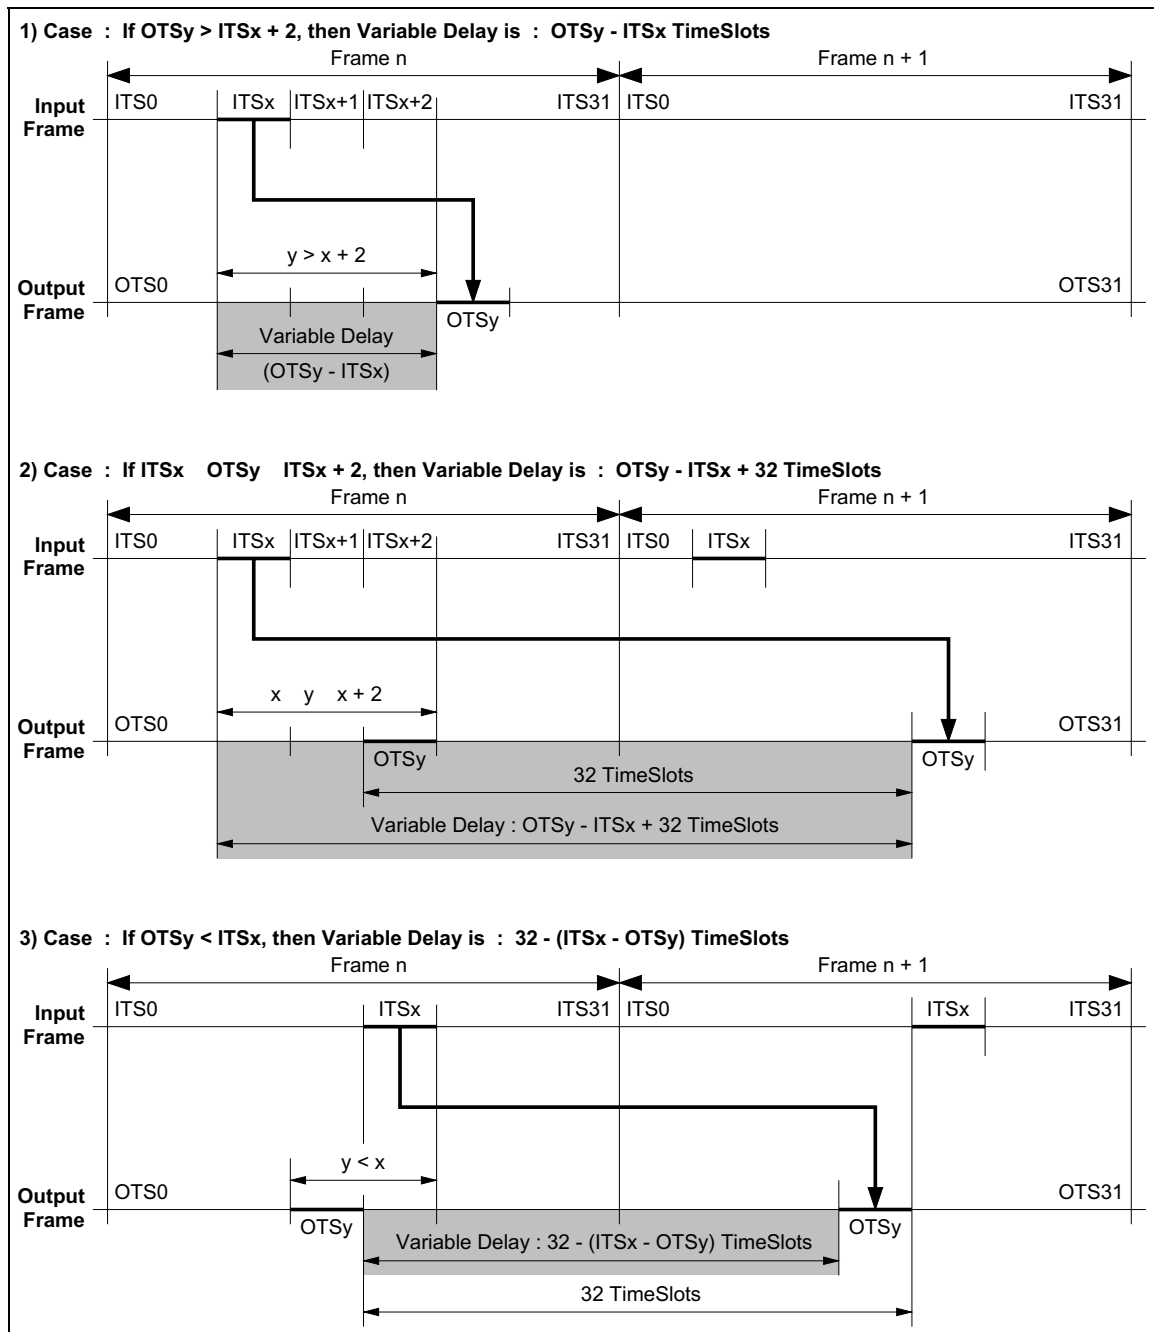 1) Case : If OTSy > ITSx + 2, then Variable Delay is : OTSy - ITSx TimeSlots
Frame n Frame n + 1
Input Frame ITS0 ITSx ITSx+1 ITSx+2 ITS31 ITS0 ITS31
y > x + 2
Output Frame OTS0 OTS31
OTSy
Variable Delay
(OTSy - ITSx)
2) Case : If ITSx OTSy ITSx + 2, then Variable Delay is : OTSy - ITSx + 32 TimeSlots
Frame n Frame n + 1
Input Frame ITS0 ITSx ITSx+1 ITSx+2 ITS31 ITS0 ITSx ITS31
x y x + 2
Output Frame OTS0 OTS31
OTSy OTSy
32 TimeSlots
Variable Delay : OTSy - ITSx + 32 TimeSlots
3) Case : If OTSy < ITSx, then Variable Delay is : 32 - (ITSx - OTSy) TimeSlots
Frame n Frame n + 1
Input Frame ITS0 ITSx ITS31 ITS0 ITSx ITS31
y < x
Output Frame OTS0 OTS31
OTSy OTSy
Variable Delay : 32 - (ITSx - OTSy) TimeSlots
32 TimeSlots